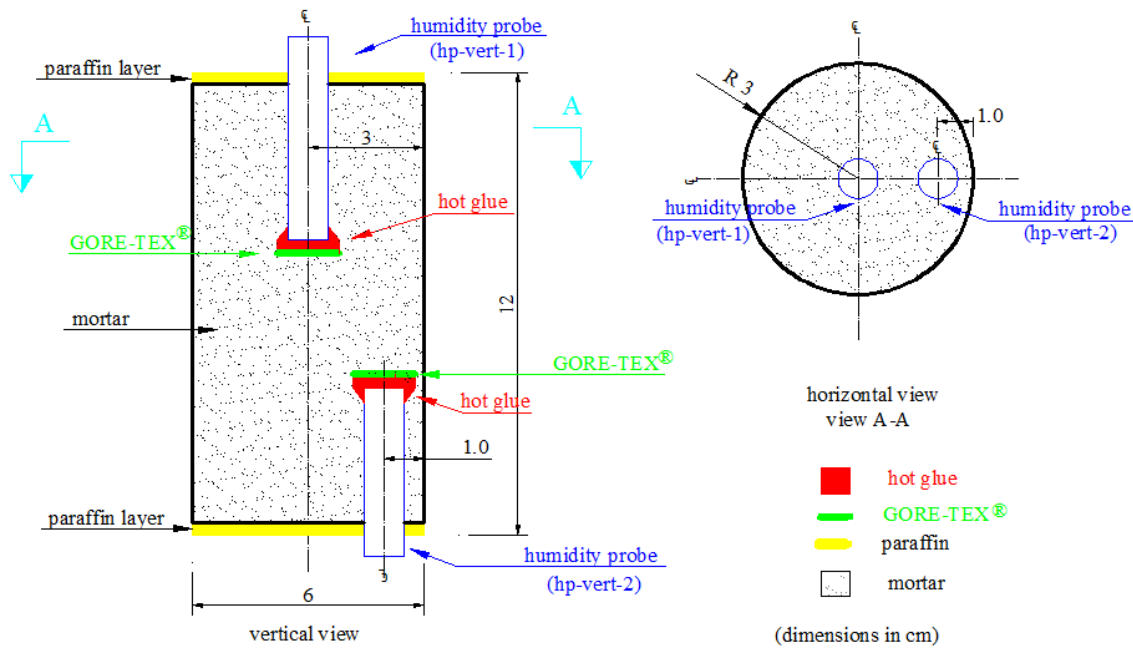 ℄
humidity probe
(hp-vert-1)
paraffin layer
A
A
3
hot glue
GORE-TEX®
12
mortar
GORE-TEX®
hot glue
1.0
paraffin layer
humidity probe
(hp-vert-2)
℄
6
vertical view
℄
R 3
1.0
℄
℄
humidity probe
(hp-vert-1)
humidity probe
(hp-vert-2)
horizontal view
view A-A
hot glue
GORE-TEX®
paraffin
mortar
(dimensions in cm)